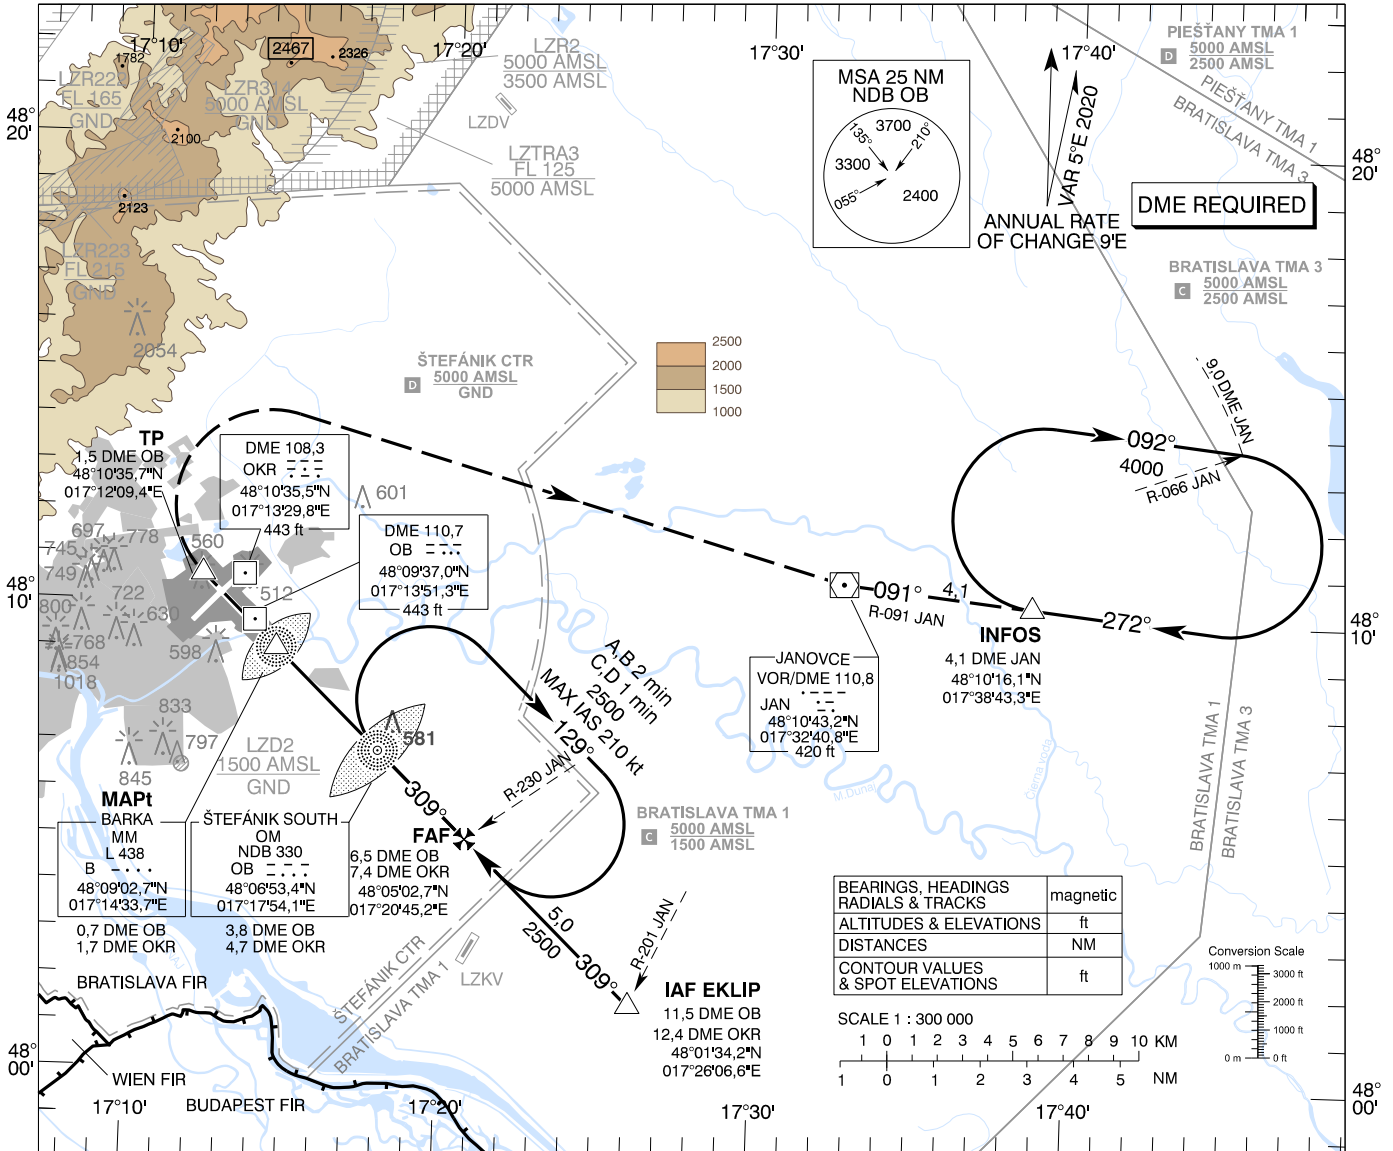 17°10'
17°20'
17°30'
17°40'
48°
20'
48°
20'
1782
2467
2326
2100
2123
2054
LZR222
FL 165
GND
LZR314
5000 AMSL
GND
LZR2
5000 AMSL
3500 AMSL
LZDV
LZTRA3
FL 125
5000 AMSL
LZR223
FL 215
GND
MSA 25 NM
NDB OB
135°
3700
210°
3300
055°
2400
VAR 5°E 2020
ANNUAL RATE
OF CHANGE 9'E
PIEŠŤANY TMA 1
D 5000 AMSL
2500 AMSL
PIEŠŤANY TMA 1
BRATISLAVA TMA 3
DME REQUIRED
BRATISLAVA TMA 3
C 5000 AMSL
2500 AMSL
ŠTEFÁNIK CTR
D 5000 AMSL
GND
2500
2000
1500
1000
9,0 DME JAN
092°
4000
R-066 JAN
TP
1,5 DME OB
48°10'35,7"N
017°12'09,4"E
DME 108,3
OKR
48°10'35,5"N
017°13'29,8"E
443 ft
601
DME 110,7
OB
48°09'37,0"N
017°13'51,3"E
443 ft
697
778
745
749
560
512
722
800
630
768
854
1018
598
833
797
845
581
48°
10'
48°
10'
091°
4,1
R-091 JAN
272°
INFOS
4,1 DME JAN
48°10'16,1"N
017°38'43,3"E
JANOVCE
VOR/DME 110,8
JAN
48°10'43,2"N
017°32'40,8"E
420 ft
A,B 2 min
C,D 1 min
2500
MAX IAS 210 kt
129°
R-230 JAN
LZD2
1500 AMSL
GND
M.Dunaj
Čierna voda
BRATISLAVA TMA 1
BRATISLAVA TMA 3
MAPt
BARKA
MM
L 438
B
48°09'02,7"N
017°14'33,7"E
0,7 DME OB
1,7 DME OKR
ŠTEFÁNIK SOUTH
OM
NDB 330
OB
48°06'53,4"N
017°17'54,1"E
3,8 DME OB
4,7 DME OKR
309°
FAF
6,5 DME OB
7,4 DME OKR
48°05'02,7"N
017°20'45,2"E
BRATISLAVA TMA 1
C 5000 AMSL
1500 AMSL
5,0
2500
309°
R-201 JAN
IAF EKLIP
11,5 DME OB
12,4 DME OKR
48°01'34,2"N
017°26'06,6"E
LZKV
ŠTEFÁNIK CTR
BRATISLAVA TMA 1
BRATISLAVA FIR
WIEN FIR
BUDAPEST FIR
BEARINGS, HEADINGS
RADIALS & TRACKS magnetic
ALTITUDES & ELEVATIONS ft
DISTANCES NM
CONTOUR VALUES
& SPOT ELEVATIONS ft
SCALE 1 : 300 000
1 0 1 2 3 4 5 6 7 8 9 10 KM
1 0 1 2 3 4 5 NM
Conversion Scale
1000 m 3000 ft
2000 ft
1000 ft
0 m 0 ft
48°
00'
48°
00'
17°10'
17°20'
17°30'
17°40'